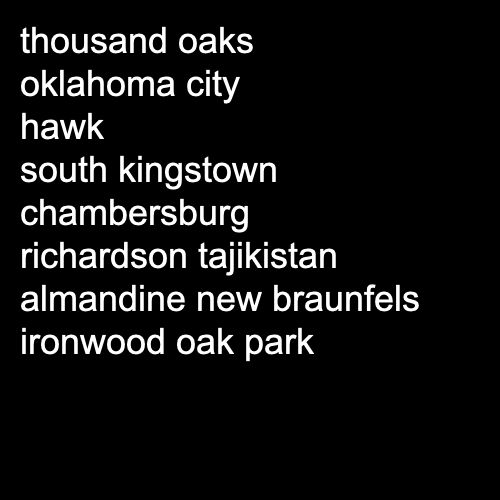 thousand oaks
oklahoma city
hawk
south kingstown
chambersburg
richardson tajikistan
almandine new braunfels
ironwood oak park